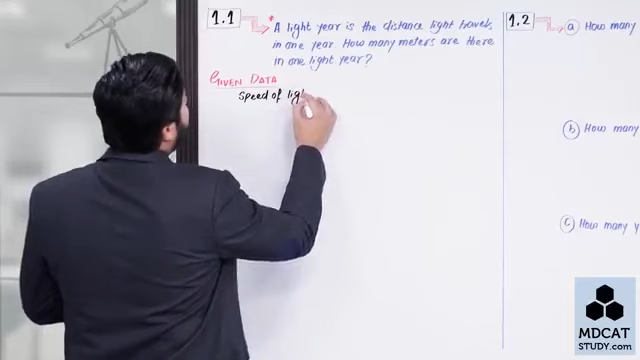 1.1
* A light year is the distance light travels
in one year How many meters are there
in one light year?
GIVEN DATA
Speed of ligh
1.2
a How many
b How many
c How many y
MDCAT
STUDY.com